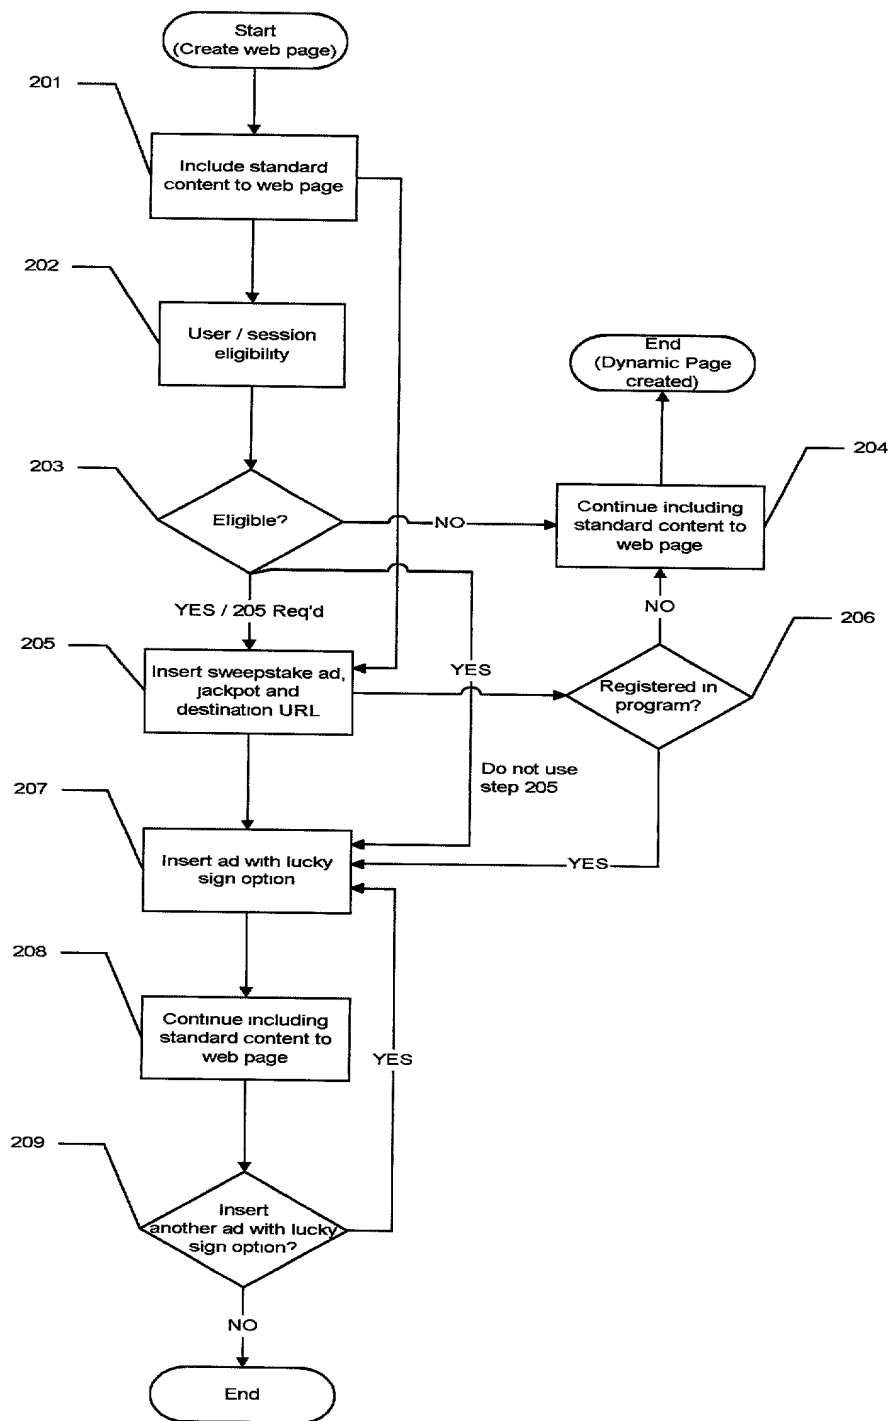 Start
(Create web page)
201
Include standard
content to web page
202
User / session
eligibility
End
(Dynamic Page
created)
203
204
Eligible?
NO
Continue including
standard content to
web page
YES / 205 Req'd
NO
205
206
Insert sweepstake ad,
jackpot and
destination URL
YES
Registered in
program?
Do not use
step 205
207
Insert ad with lucky
sign option
YES
208
Continue including
standard content to
web page
YES
209
Insert
another ad with lucky
sign option?
NO
End